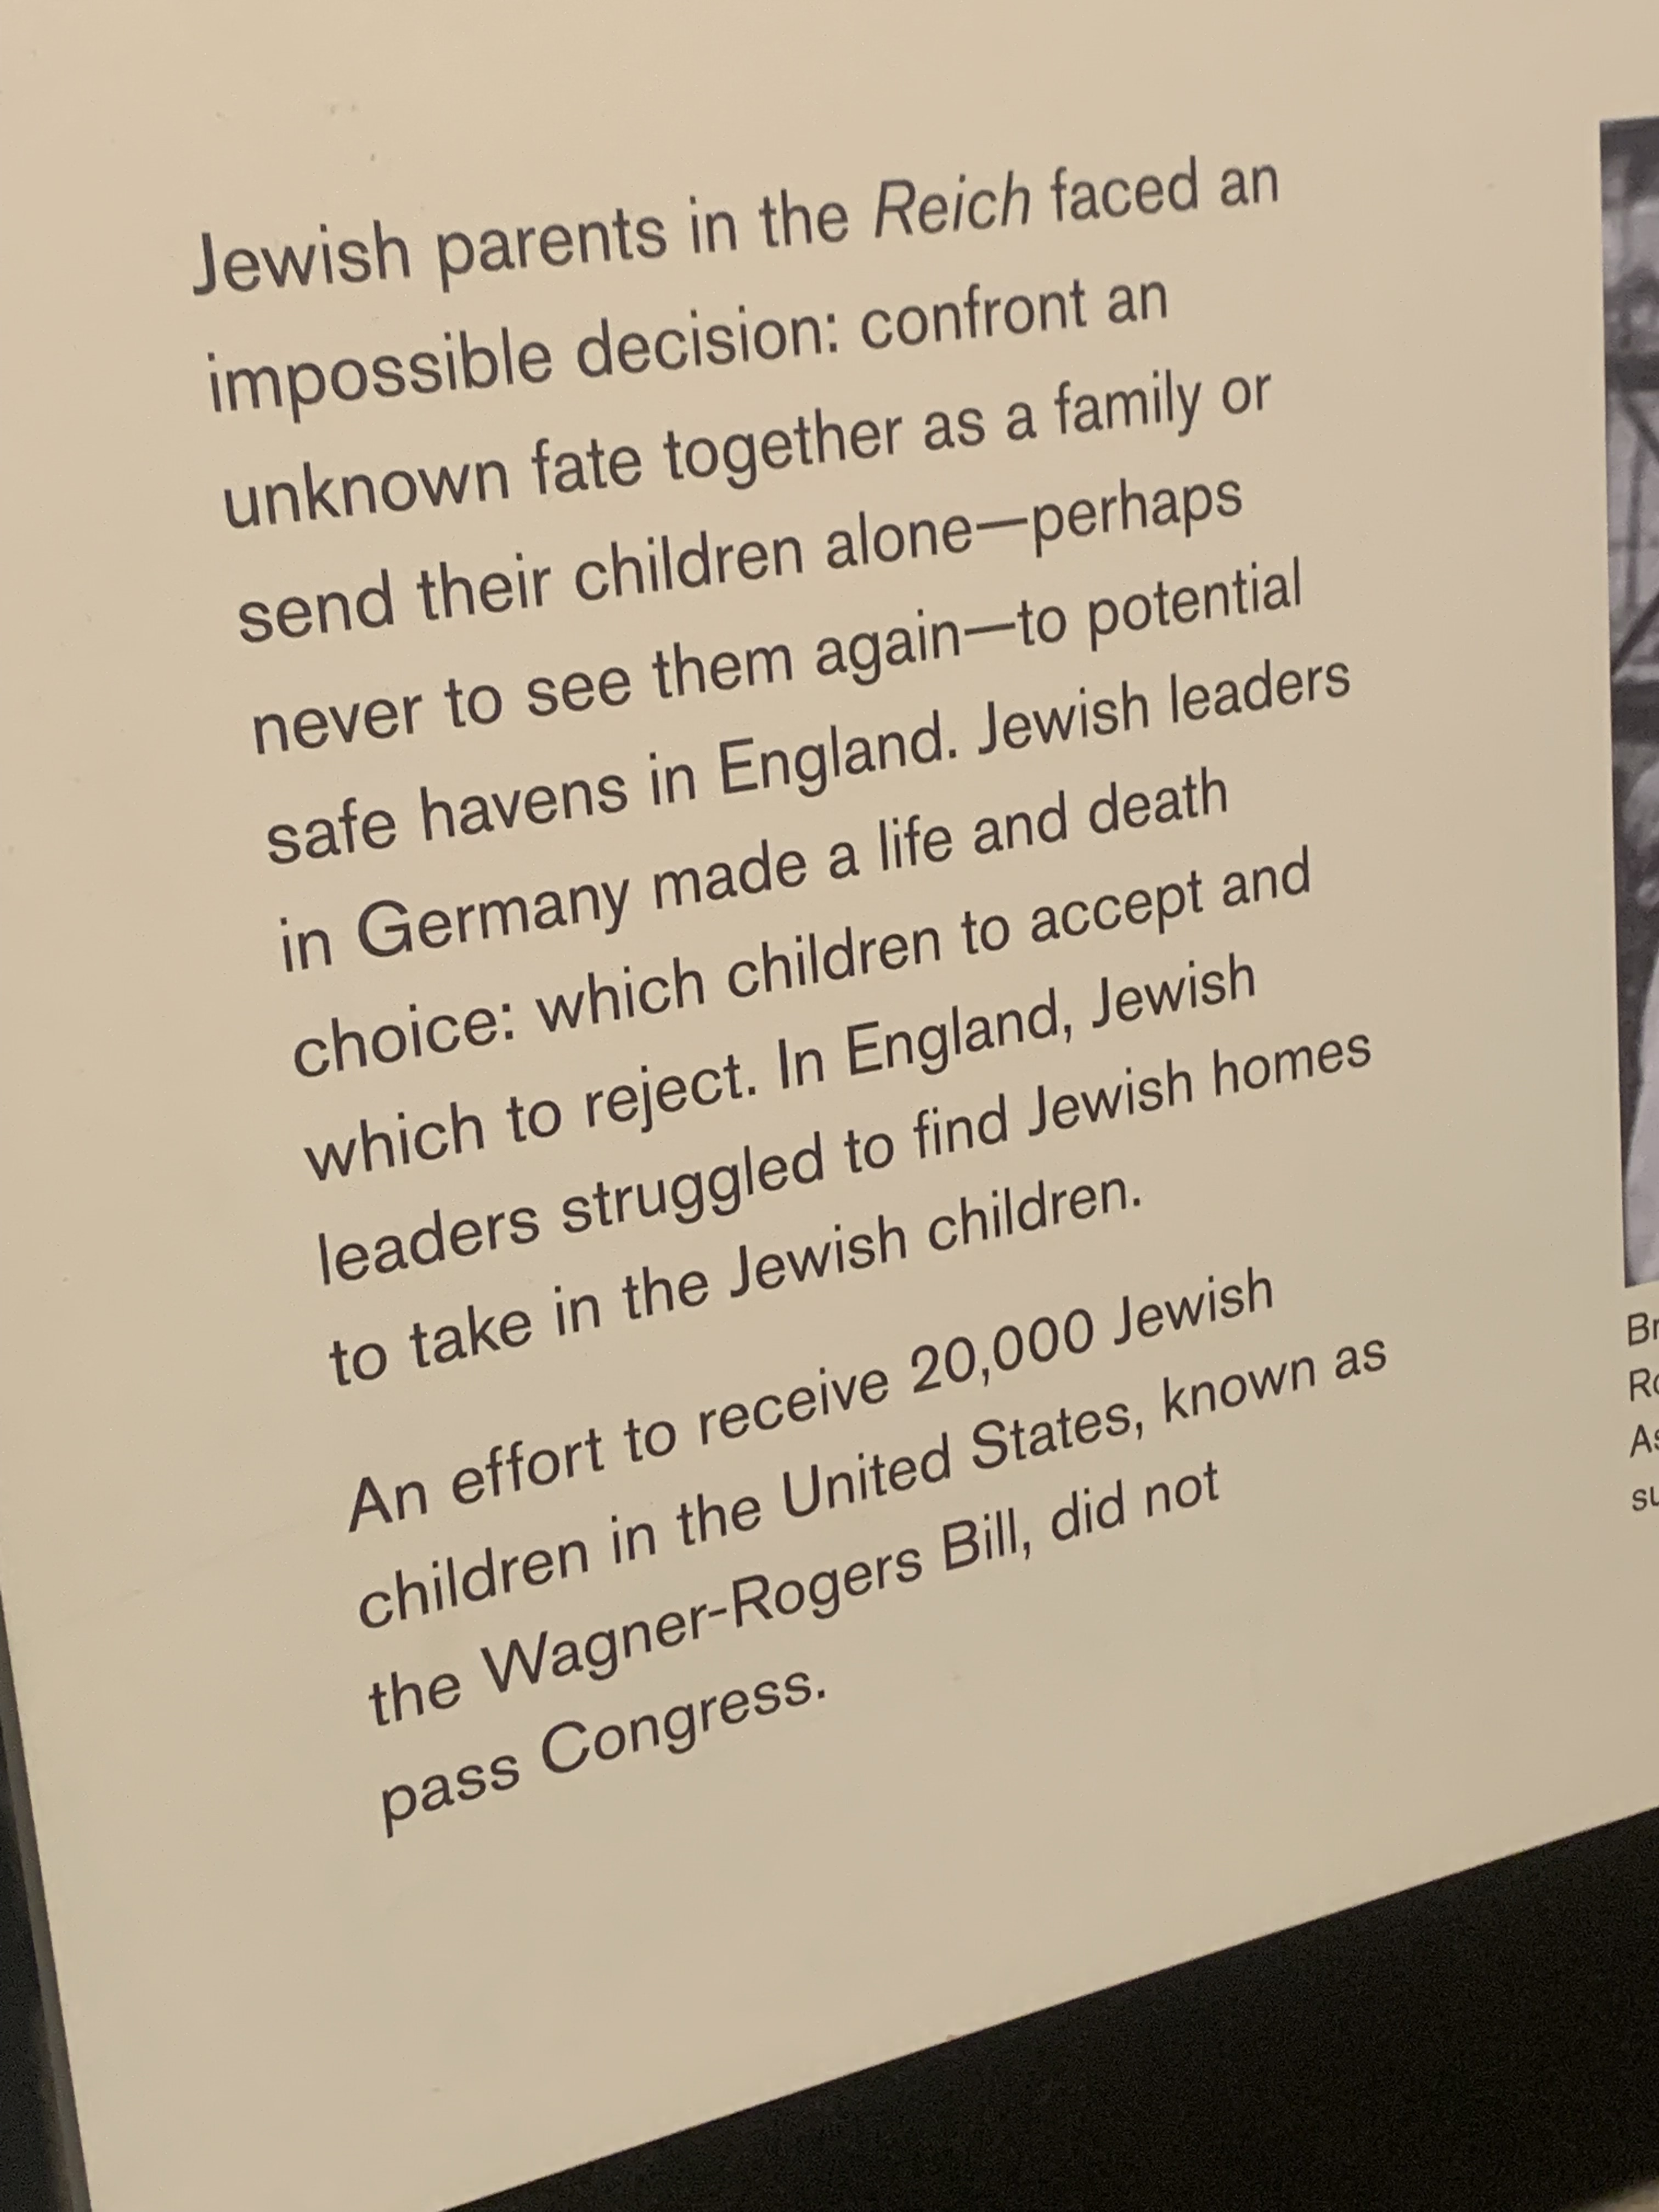 Jewish parents in the Reich faced an
impossible decision: confront an
unknown fate together as a family or
send their children alone—perhaps
never to see them again—to potential
safe havens in England. Jewish leaders
in Germany made a life and death
choice: which children to accept and
which to reject. In England, Jewish
leaders struggled to find Jewish homes
to take in the Jewish children.
An effort to receive 20,000 Jewish
children in the United States, known as
the Wagner-Rogers Bill, did not
pass Congress.